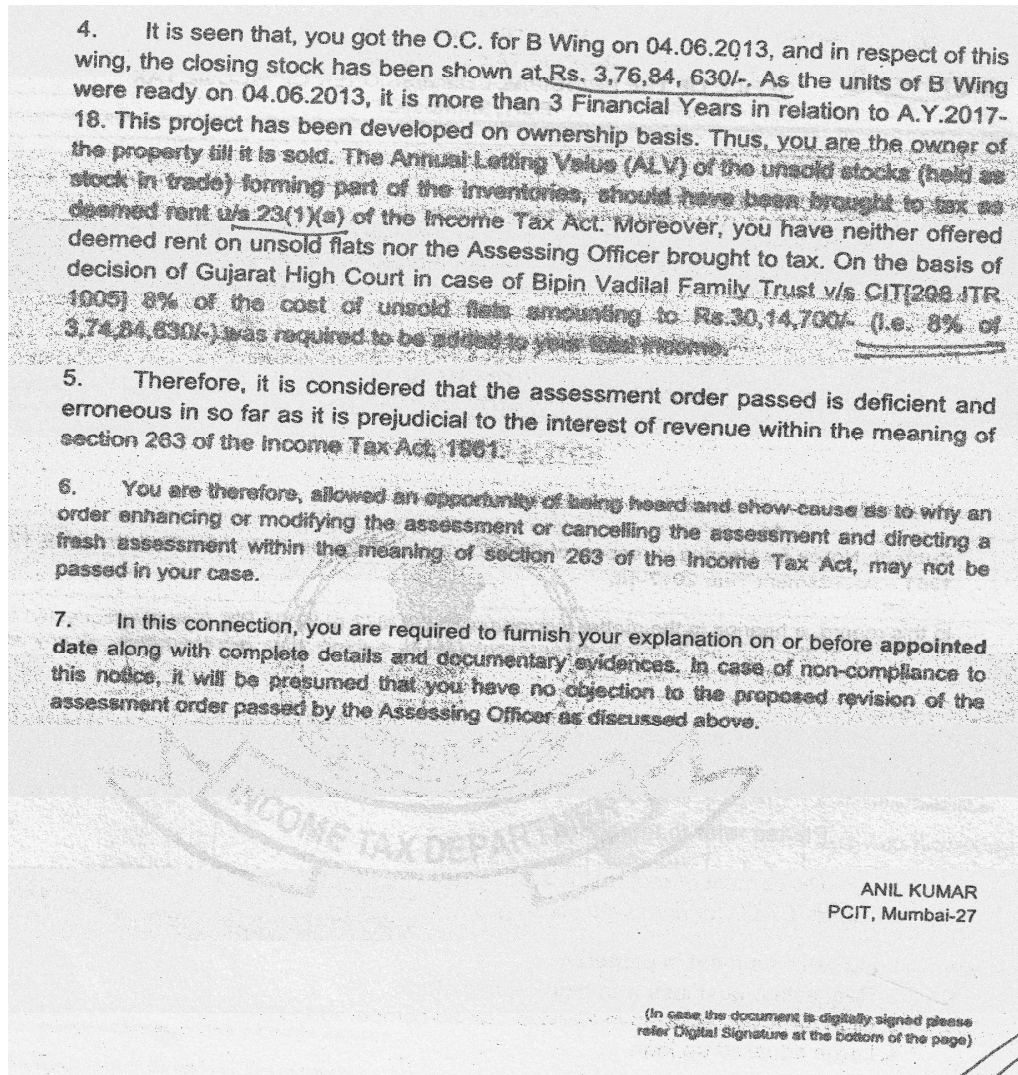 4. It is seen that, you got the O.C. for B Wing on 04.06.2013, and in respect of this
wing, the closing stock has been shown at Rs. 3,76,84, 630/-. As the units of B Wing
were ready on 04.06.2013, it is more than 3 Financial Years in relation to A.Y.2017-
18. This project has been developed on ownership basis. Thus, you are the owner of
the property till it is sold. The Annual Letting Value (ALV) of the unsold stocks (held as
stock in trade) forming part of the inventories, should have been brought to tax as
deemed rent u/s 23(1)(a) of the Income Tax Act. Moreover, you have neither offered
deemed rent on unsold flats nor the Assessing Officer brought to tax. On the basis of
decision of Gujarat High Court in case of Bipin Vadilal Family Trust v/s CIT[208 ITR
1005] 8% of the cost of unsold flats amounting to Rs.30,14,700/- (i.e. 8% of
3,74,84,630/-) was required to be added to your total income.
5. Therefore, it is considered that the assessment order passed is deficient and
erroneous in so far as it is prejudicial to the interest of revenue within the meaning of
section 263 of the Income Tax Act, 1961.
6. You are therefore, allowed an opportunity of being heard and show-cause as to why an
order enhancing or modifying the assessment or cancelling the assessment and directing a
fresh assessment within the meaning of section 263 of the Income Tax Act, may not be
passed in your case.
7. In this connection, you are required to furnish your explanation on or before appointed
date along with complete details and documentary evidences. In case of non-compliance to
this notice, it will be presumed that you have no objection to the proposed revision of the
assessment order passed by the Assessing Officer as discussed above.
INCOME TAX DEPARTMENT
ANIL KUMAR
PCIT, Mumbai-27
(In case the document is digitally signed please
refer Digital Signature at the bottom of the page)